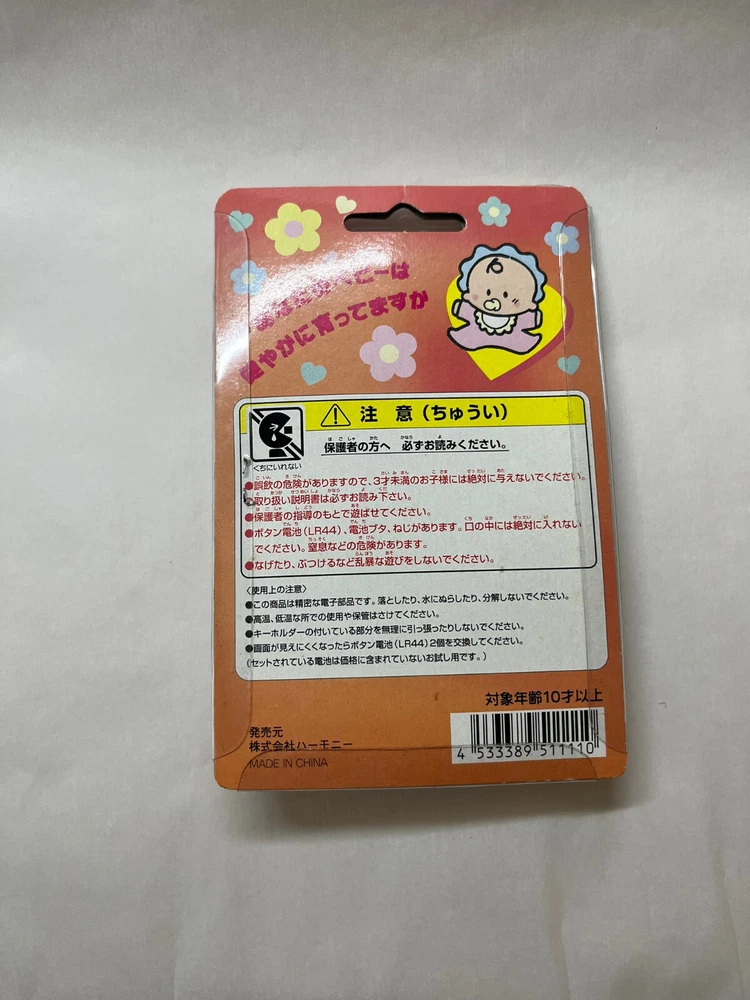 あなたのベビーは
健やかに育ってますか
注 意（ちゅうい）
保護者の方へ 必ずお読みください。
くちにいれない
●誤飲の危険がありますので、3才未満のお子様には絶対に与えないでください。
●取り扱い説明書は必ずお読み下さい。
●保護者の指導のもとで遊ばせてください。
●ボタン電池（LR44）、電池ブタ、ねじがあります。口の中には絶対に入れない
でください。窒息などの危険があります。
●なげたり、ぶつけるなど乱暴な遊びをしないでください。
〈使用上の注意〉
●この商品は精密な電子部品です。落としたり、水にぬらしたり、分解しないでください。
●高温、低温な所での使用や保管はさけてください。
●キーホルダーの付いている部分を無理に引っ張ったりしないでください。
●画面が見えにくくなったらボタン電池（LR44）2個を交換してください。
（セットされている電池は価格に含まれていないお試し用です。）
対象年齢10才以上
発売元
株式会社ハーモニー
MADE IN CHINA
4 533389 511110